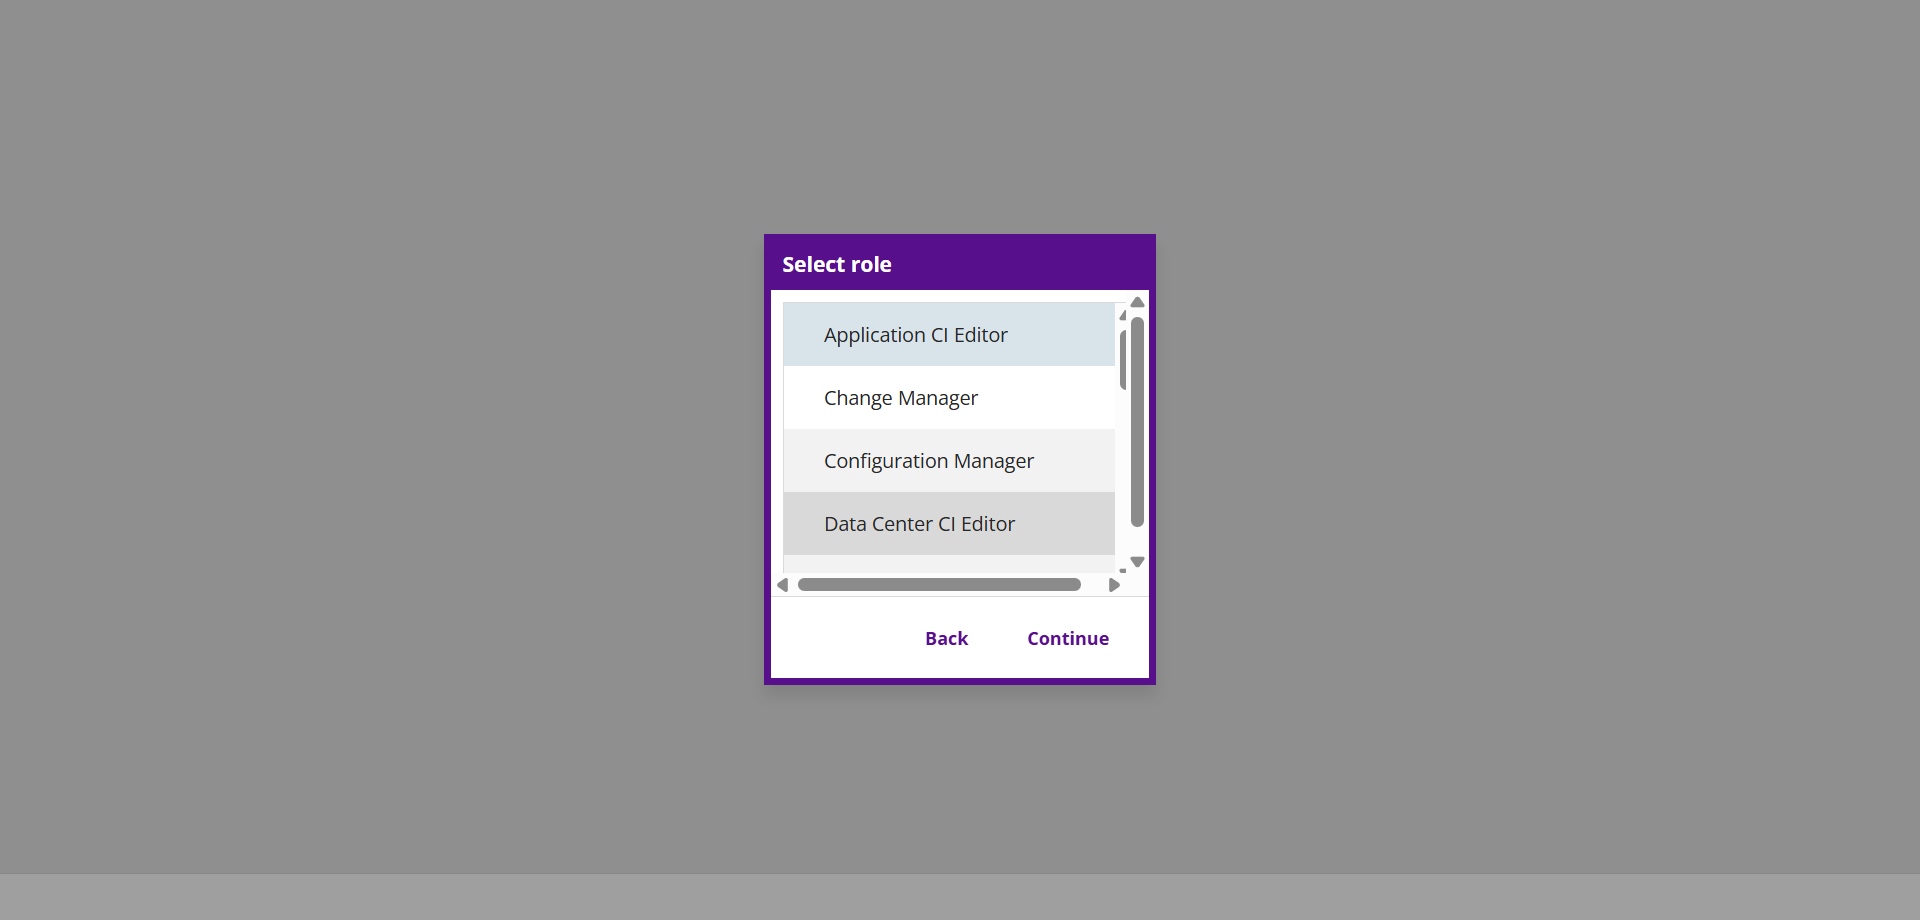 Select role
Application CI Editor
Change Manager
Configuration Manager
Data Center CI Editor
Back
Continue